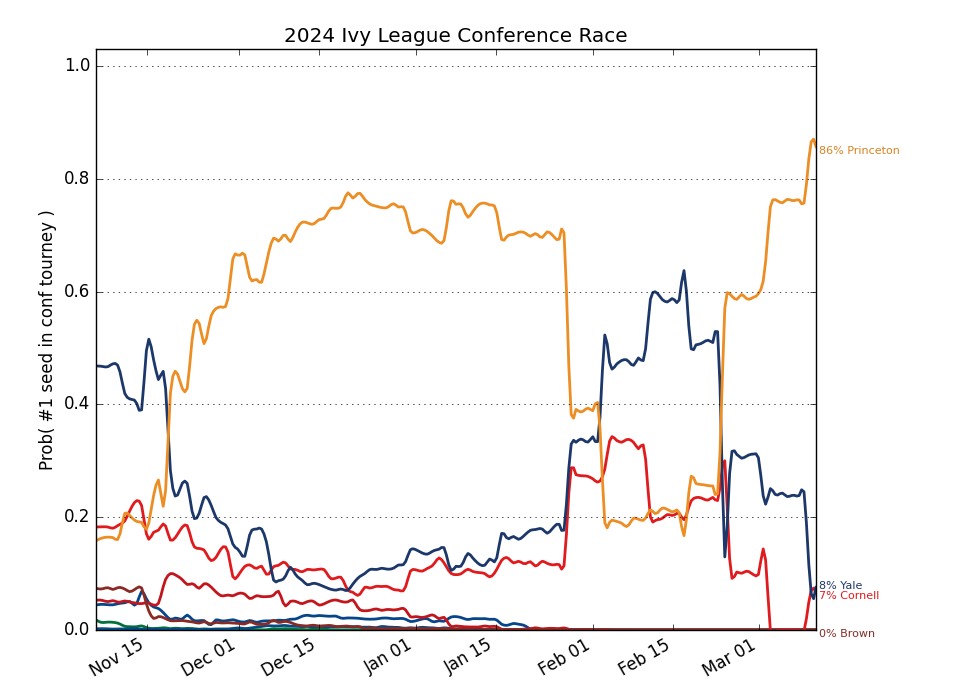 2024 Ivy League Conference Race
Prob( #1 seed in conf tourney )
1.0
0.8
0.6
0.4
0.2
0.0
86% Princeton
8% Yale
7% Cornell
0% Brown
Nov 15
Dec 01
Dec 15
Jan 01
Jan 15
Feb 01
Feb 15
Mar 01